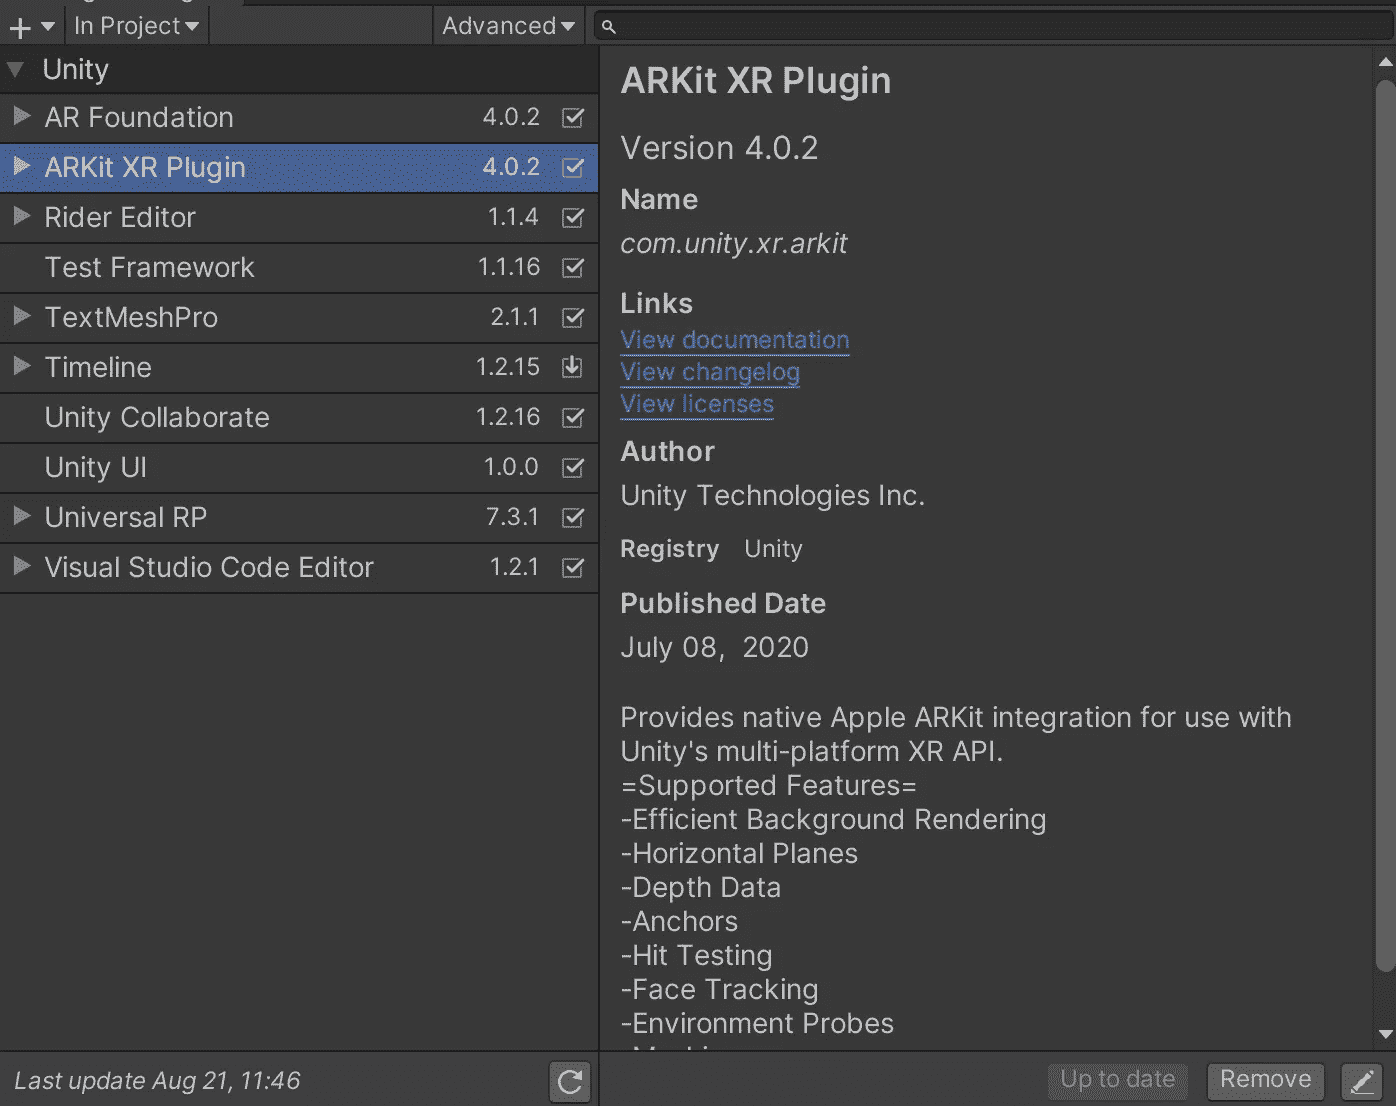 In Project
Advanced
Unity
AR Foundation 4.0.2
ARKit XR Plugin 4.0.2
Rider Editor 1.1.4
Test Framework 1.1.16
TextMeshPro 2.1.1
Timeline 1.2.15
Unity Collaborate 1.2.16
Unity UI 1.0.0
Universal RP 7.3.1
Visual Studio Code Editor 1.2.1
Last update Aug 21, 11:46
ARKit XR Plugin
Version 4.0.2
Name
com.unity.xr.arkit
Links
View documentation
View changelog
View licenses
Author
Unity Technologies Inc.
Registry Unity
Published Date
July 08, 2020
Provides native Apple ARKit integration for use with
Unity's multi-platform XR API.
=Supported Features=
-Efficient Background Rendering
-Horizontal Planes
-Depth Data
-Anchors
-Hit Testing
-Face Tracking
-Environment Probes
Up to date
Remove